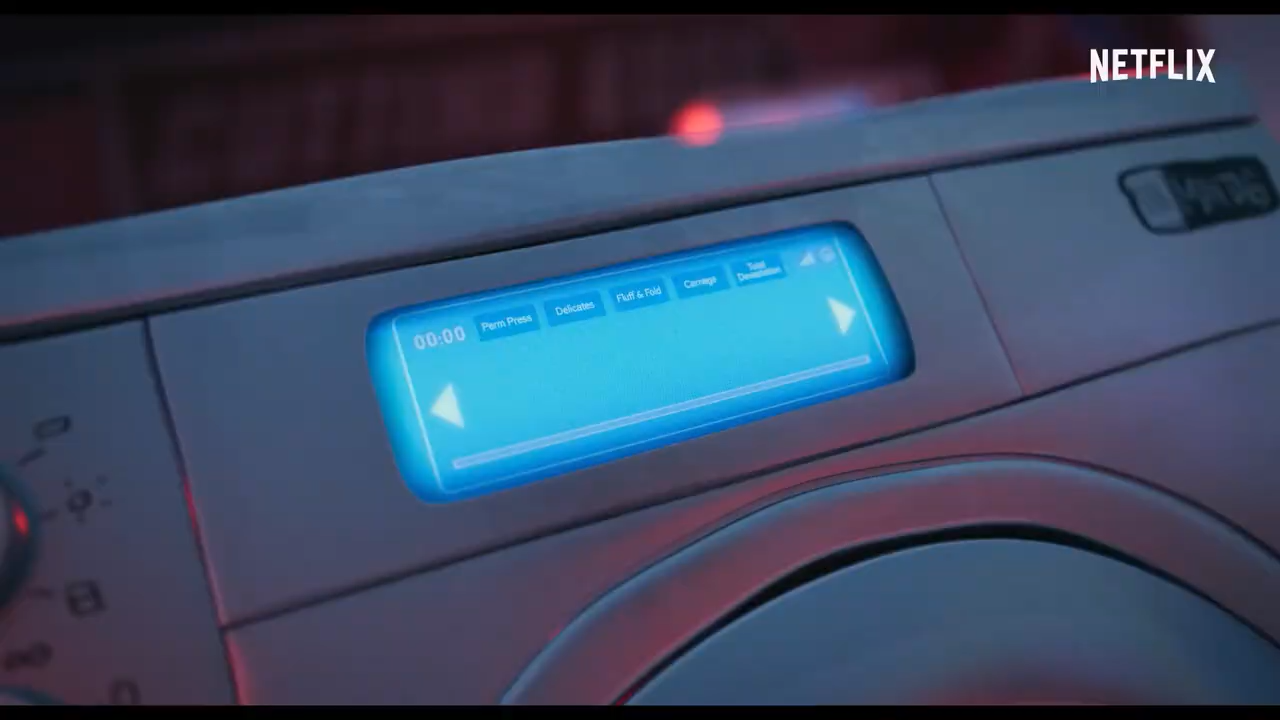 NETFLIX
00:00
Perm Press
Delicates
Fluff & Fold
Carnage
Total
Devastation